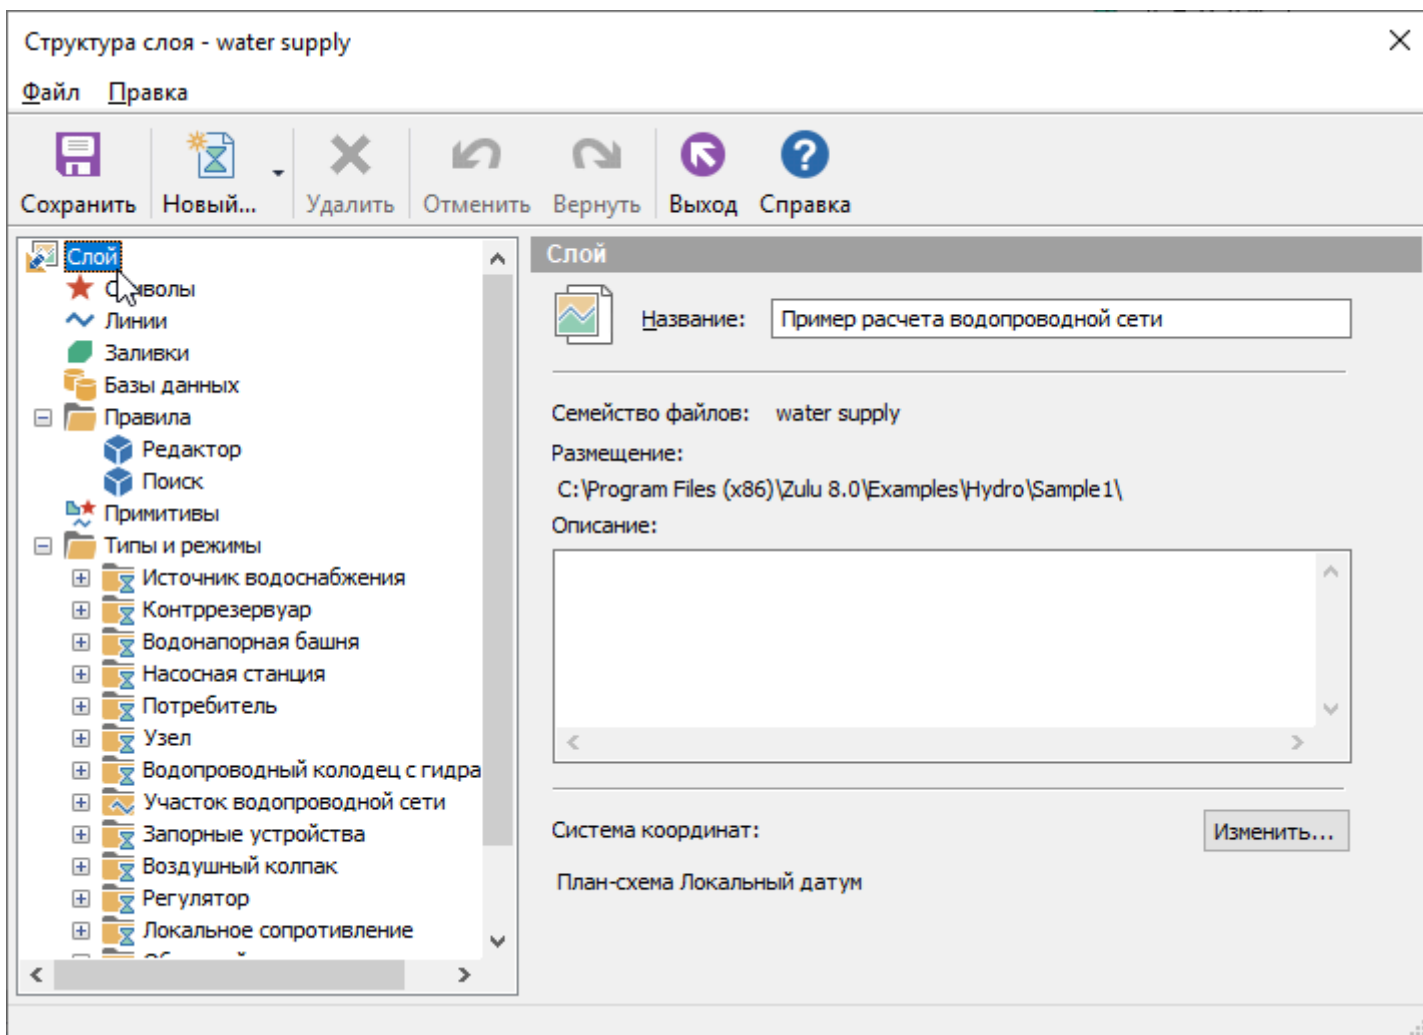 Структура слоя - water supply
Файл Правка
Сохранить Новый... Удалить Отменить Вернуть Выход Справка
Слой
Символы
Линии
Заливки
Базы данных
Правила
Редактор
Поиск
Примитивы
Типы и режимы
Источник водоснабжения
Контррезервуар
Водонапорная башня
Насосная станция
Потребитель
Узел
Водопроводный колодец с гидра
Участок водопроводной сети
Запорные устройства
Воздушный колпак
Регулятор
Локальное сопротивление
Слой
Название: Пример расчета водопроводной сети
Семейство файлов: water supply
Размещение:
C:\Program Files (x86)\Zulu 8.0\Examples\Hydro\Sample1\
Описание:
Система координат:
Изменить...
План-схема Локальный датум